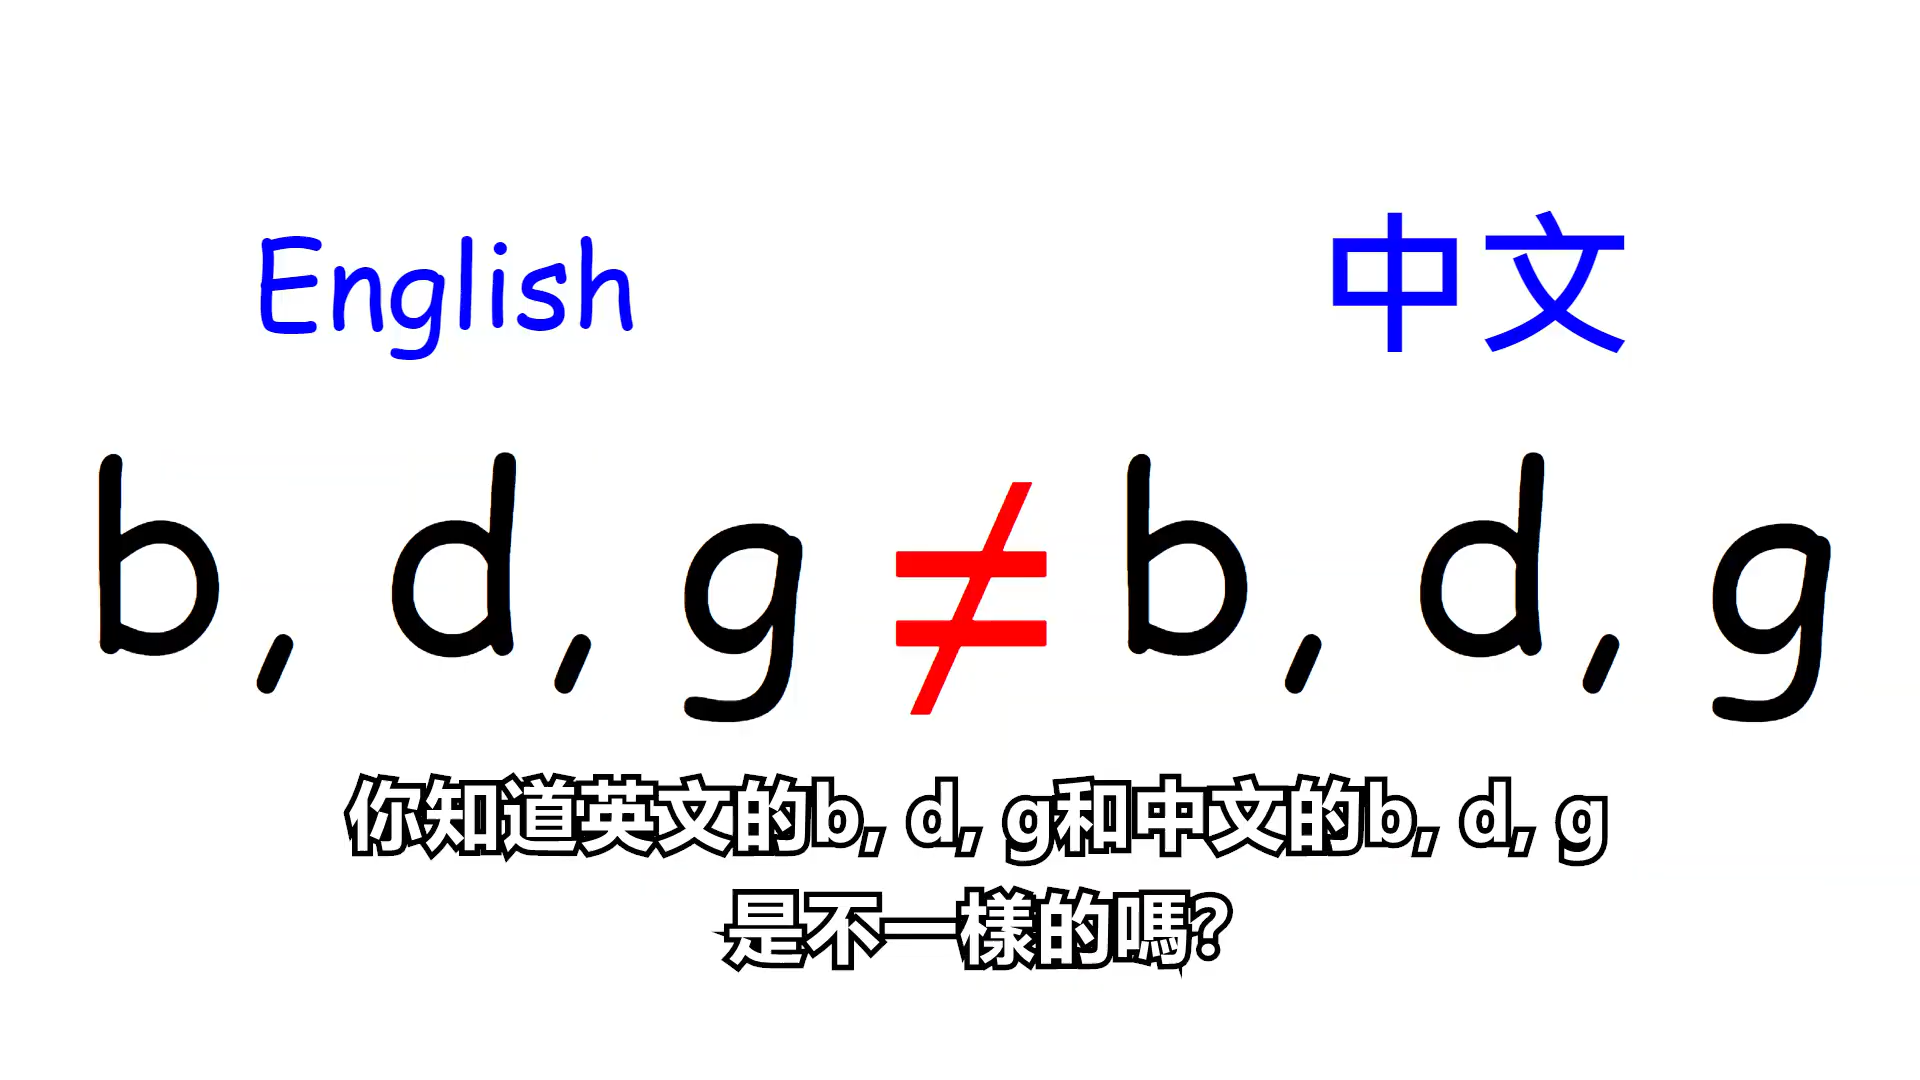 English
中文
b, d, g ≠ b, d, g
你知道英文的b, d, g和中文的b, d, g
是不一樣的嗎?